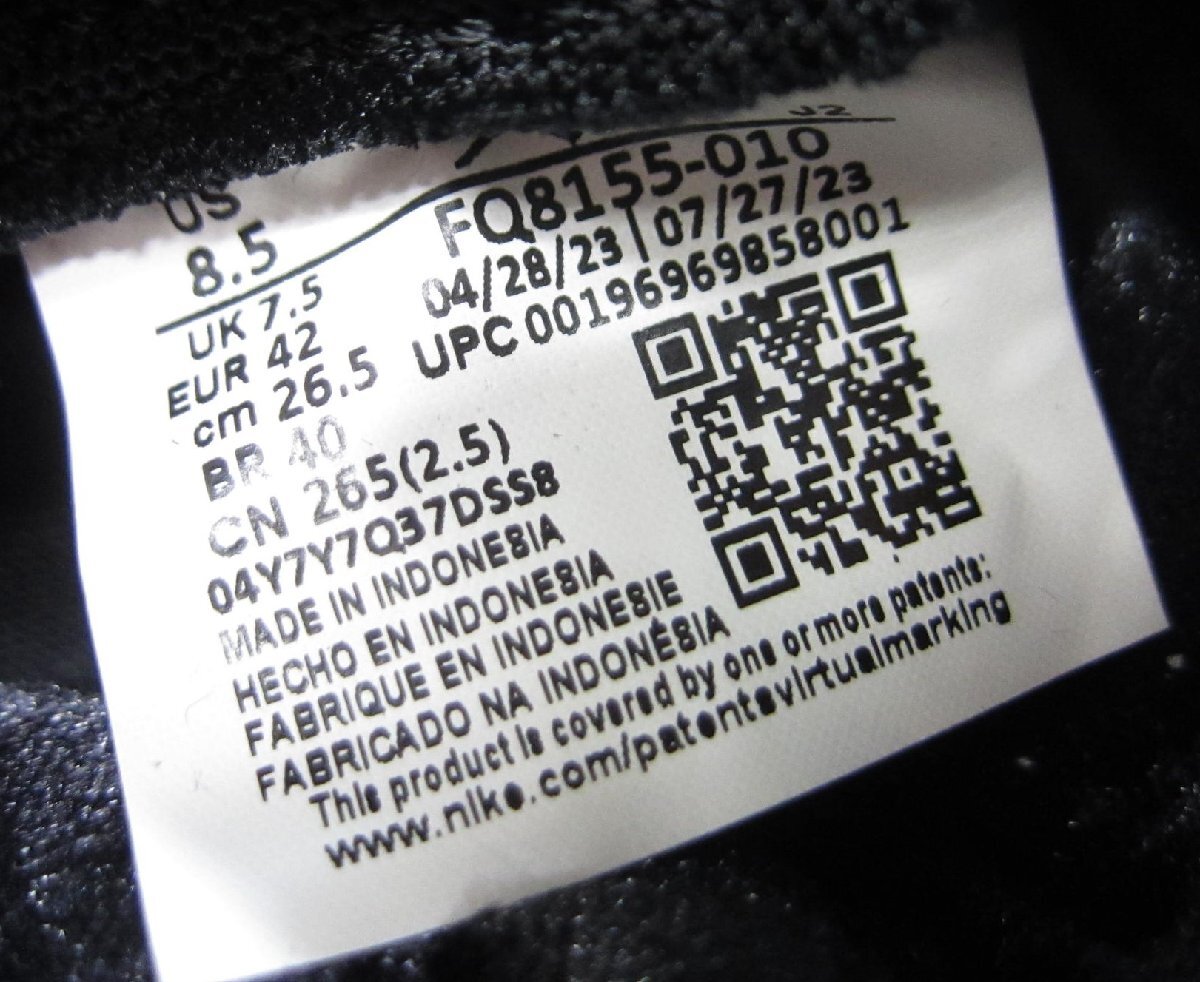 J2
US
8.5
FQ8155-010
04/28/23 | 07/27/23
UPC 00196969858001
UK 7.5
EUR 42
cm 26.5
BR 40
CN 265(2.5)
04Y7Y7Q37DSS8
MADE IN INDONESIA
HECHO EN INDONESIA
FABRIQUE EN INDONESIE
FABRICADO NA INDONÉSIA
This product is covered by one or more patents:
www.nike.com/patentsvirtualmarking